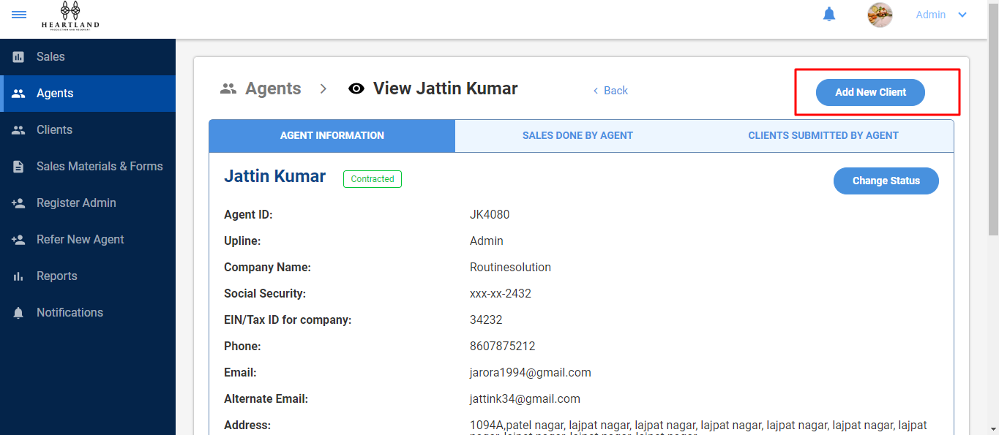 HEARTLAND
Admin
Sales
Agents
Clients
Sales Materials & Forms
Register Admin
Refer New Agent
Reports
Notifications
Agents > View Jattin Kumar < Back Add New Client
AGENT INFORMATION SALES DONE BY AGENT CLIENTS SUBMITTED BY AGENT
Jattin Kumar Contracted Change Status
Agent ID: JK4080
Upline: Admin
Company Name: Routinesolution
Social Security: xxx-xx-2432
EIN/Tax ID for company: 34232
Phone: 8607875212
Email: jarora1994@gmail.com
Alternate Email: jattink34@gmail.com
Address: 1094A,patel nagar, lajpat nagar, lajpat nagar, lajpat nagar, lajpat nagar, lajpat nagar, lajpat